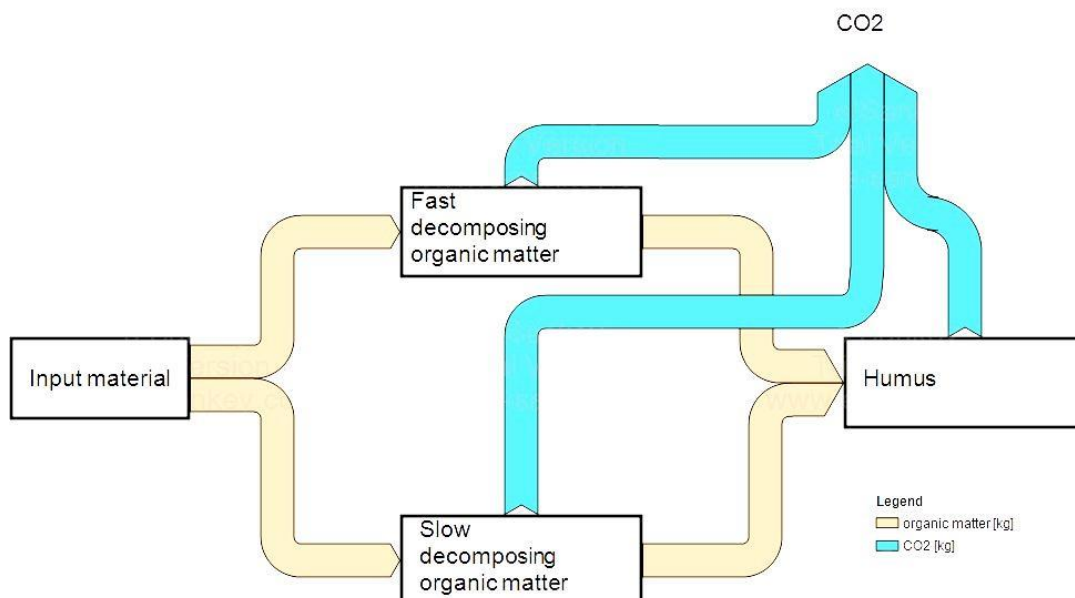 CO2
Fast
decomposing
organic matter
Input material
Humus
Slow
decomposing
organic matter
Legend
organic matter [kg]
CO2 [kg]